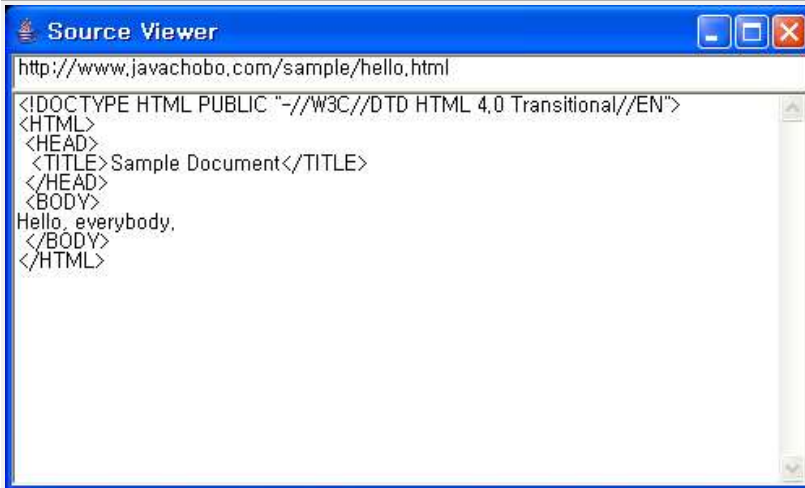 Source Viewer
http://www.javachobo.com/sample/hello.html
<!DOCTYPE HTML PUBLIC "-//W3C//DTD HTML 4.0 Transitional//EN">
<HTML>
<HEAD>
<TITLE>Sample Document</TITLE>
</HEAD>
<BODY>
Hello, everybody.
</BODY>
</HTML>